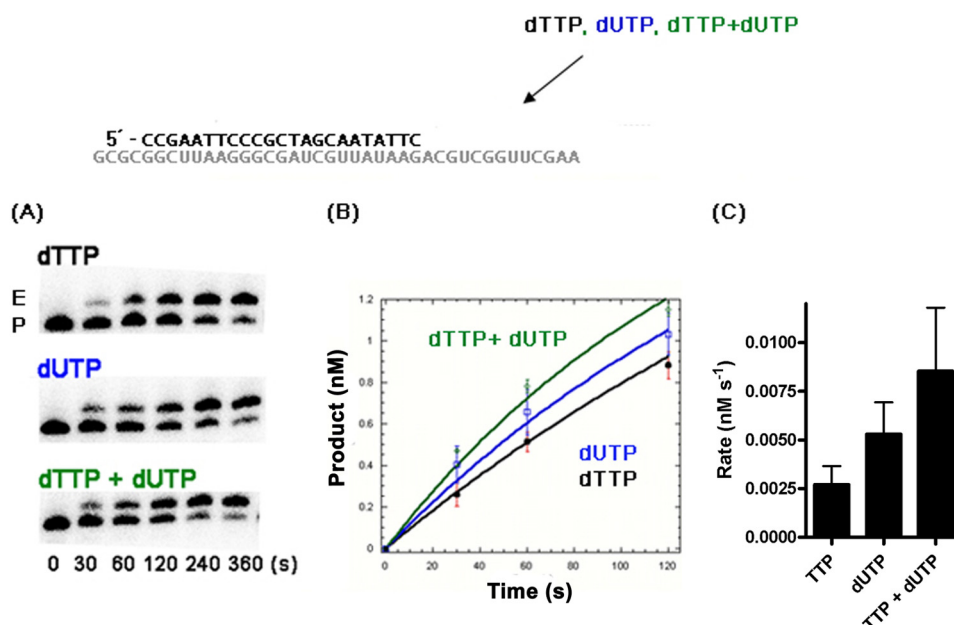 dTTP, dUTP, dTTP+dUTP
5´ - CCGAATTCCCGCTAGCAATATTC
GCGCGGCUUAAGGGCGAUCGUUAUAAGACGUCGGUUCGAA
(A)
dTTP
E
P
dUTP
dTTP + dUTP
0 30 60 120 240 360 (s)
(B)
Product (nM)
1.2
1
0.8
0.6
0.4
0.2
0
dTTP+ dUTP
dUTP
dTTP
0 20 40 60 80 100 120
Time (s)
(C)
Rate (nM s⁻¹)
0.0100
0.0075
0.0050
0.0025
0.0000
TTP
dUTP
TTP + dUTP